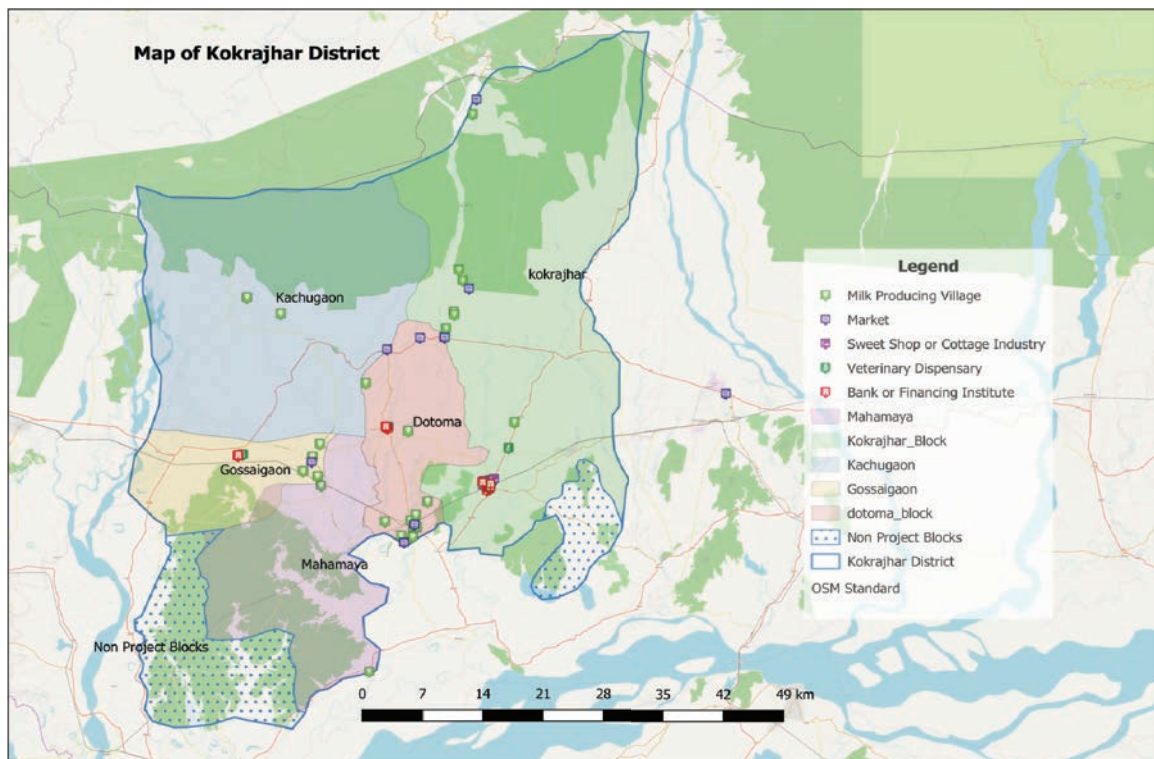 Map of Kokrajhar District
kokrajhar
Kachugaon
Dotoma
Gossaigaon
Mahamaya
Non Project Blocks
Legend
Milk Producing Village
Market
Sweet Shop or Cottage Industry
Veterinary Dispensary
Bank or Financing Institute
Mahamaya
Kokrajhar_Block
Kachugaon
Gossaigaon
dotoma_block
Non Project Blocks
Kokrajhar District
OSM Standard
0 7 14 21 28 35 42 49 km